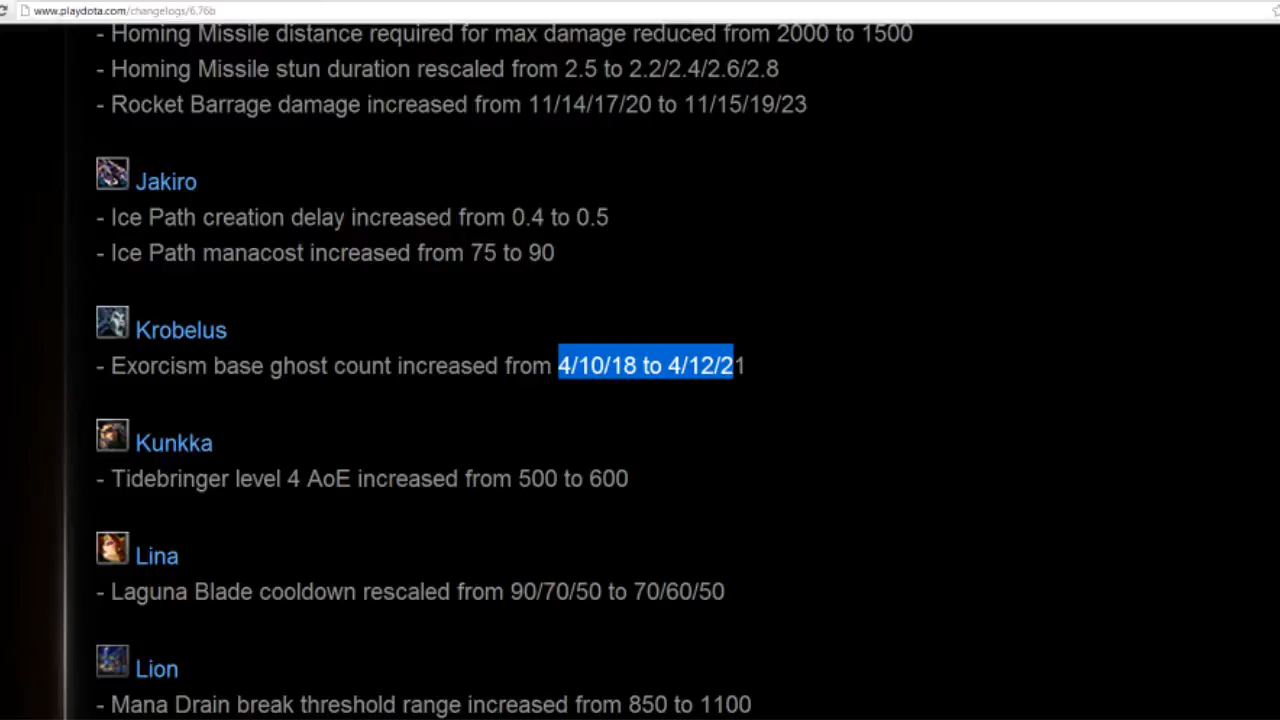 www.playdota.com/changelogs/6.76b
- Homing Missile distance required for max damage reduced from 2000 to 1500
- Homing Missile stun duration rescaled from 2.5 to 2.2/2.4/2.6/2.8
- Rocket Barrage damage increased from 11/14/17/20 to 11/15/19/23
Jakiro
- Ice Path creation delay increased from 0.4 to 0.5
- Ice Path manacost increased from 75 to 90
Krobelus
- Exorcism base ghost count increased from 4/10/18 to 4/12/21
Kunkka
- Tidebringer level 4 AoE increased from 500 to 600
Lina
- Laguna Blade cooldown rescaled from 90/70/50 to 70/60/50
Lion
- Mana Drain break threshold range increased from 850 to 1100